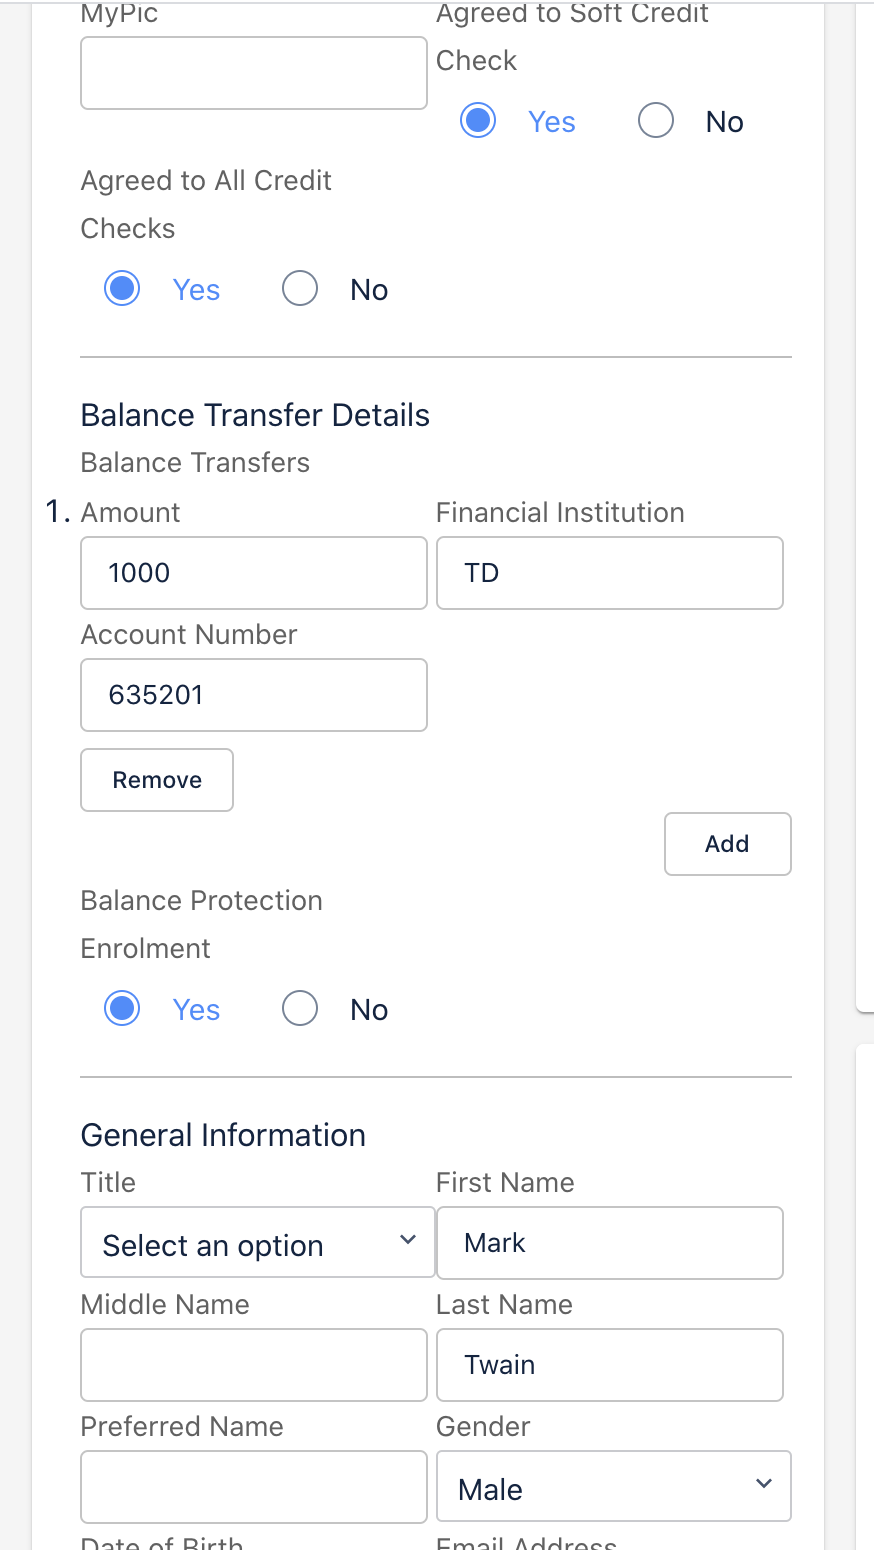 MyPic
Agreed to Soft Credit
Check
Yes
No
Agreed to All Credit
Checks
Yes
No
Balance Transfer Details
Balance Transfers
1.
Amount
Financial Institution
1000
TD
Account Number
635201
Remove
Add
Balance Protection
Enrolment
Yes
No
General Information
Title
First Name
Select an option
Mark
Middle Name
Last Name
Twain
Preferred Name
Gender
Male
Date of Birth
Email Address